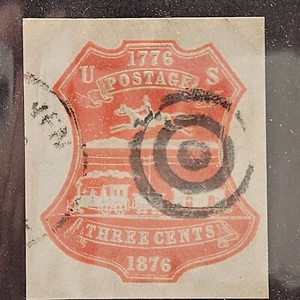 1776
U POSTAGE S
THREE CENTS
1876